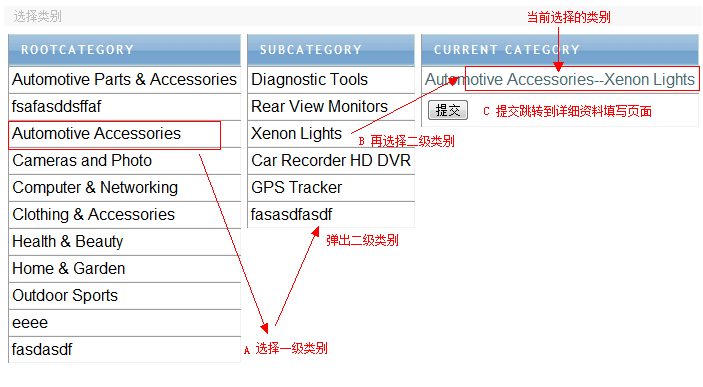 选择类别
当前选择的类别
ROOTCATEGORY
Automotive Parts & Accessories
fsafasddsffaf
Automotive Accessories
Cameras and Photo
Computer & Networking
Clothing & Accessories
Health & Beauty
Home & Garden
Outdoor Sports
eeee
fasdasdf
SUBCATEGORY
Diagnostic Tools
Rear View Monitors
Xenon Lights
Car Recorder HD DVR
GPS Tracker
fasasdfasdf
CURRENT CATEGORY
Automotive Accessories--Xenon Lights
提交
C 提交跳转到详细资料填写页面
B 再选择二级类别
弹出二级类别
A 选择一级类别